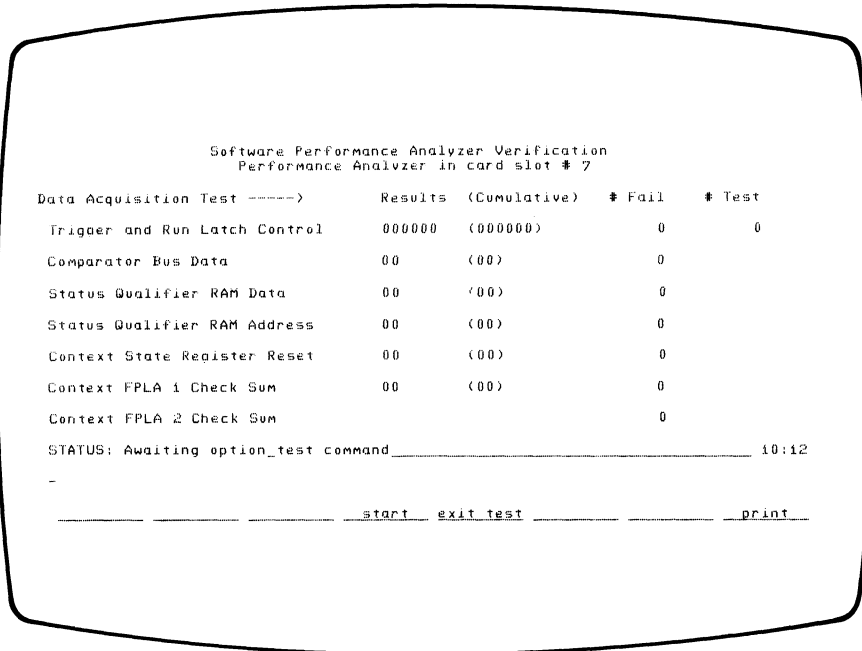 Software Performance Analyzer Verification
Performance Analyzer in card slot # 7
Data Acquisition Test -----> Results (Cumulative) # Fail # Test
Trigger and Run Latch Control 000000 (000000) 0 0
Comparator Bus Data 00 (00) 0
Status Qualifier RAM Data 00 (00) 0
Status Qualifier RAM Address 00 (00) 0
Context State Register Reset 00 (00) 0
Context FPLA 1 Check Sum 00 (00) 0
Context FPLA 2 Check Sum 0
STATUS: Awaiting option_test command 10:12
_
start exit test print